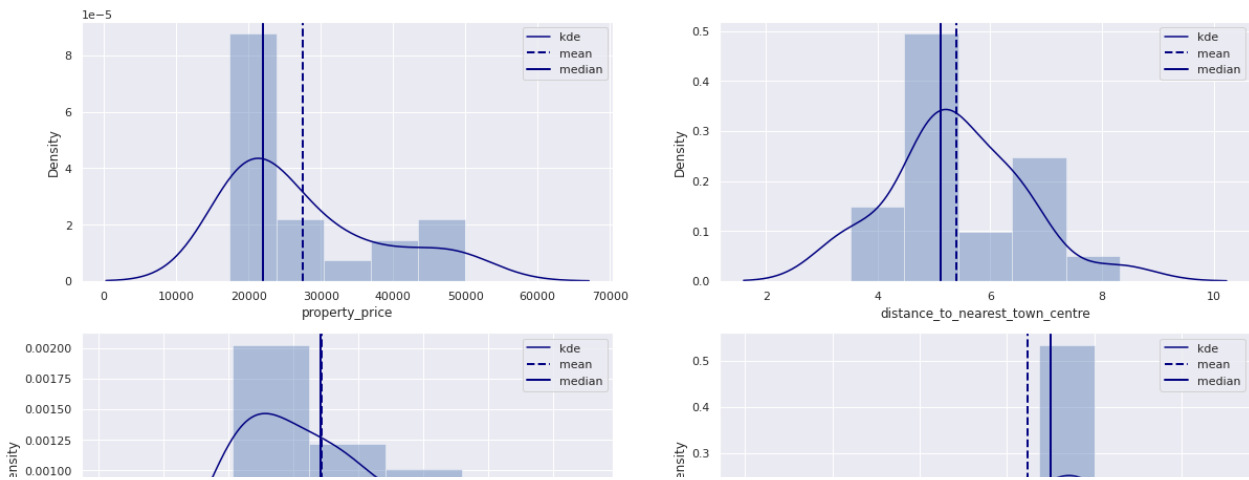 1e−5
kde
mean
median
8
6
4
2
0
Density
0
10000
20000
30000
40000
50000
60000
70000
property_price
kde
mean
median
0.5
0.4
0.3
0.2
0.1
0.0
Density
2
4
6
8
10
distance_to_nearest_town_centre
kde
mean
median
0.00200
0.00175
0.00150
0.00125
0.00100
kde
mean
median
0.5
0.4
0.3